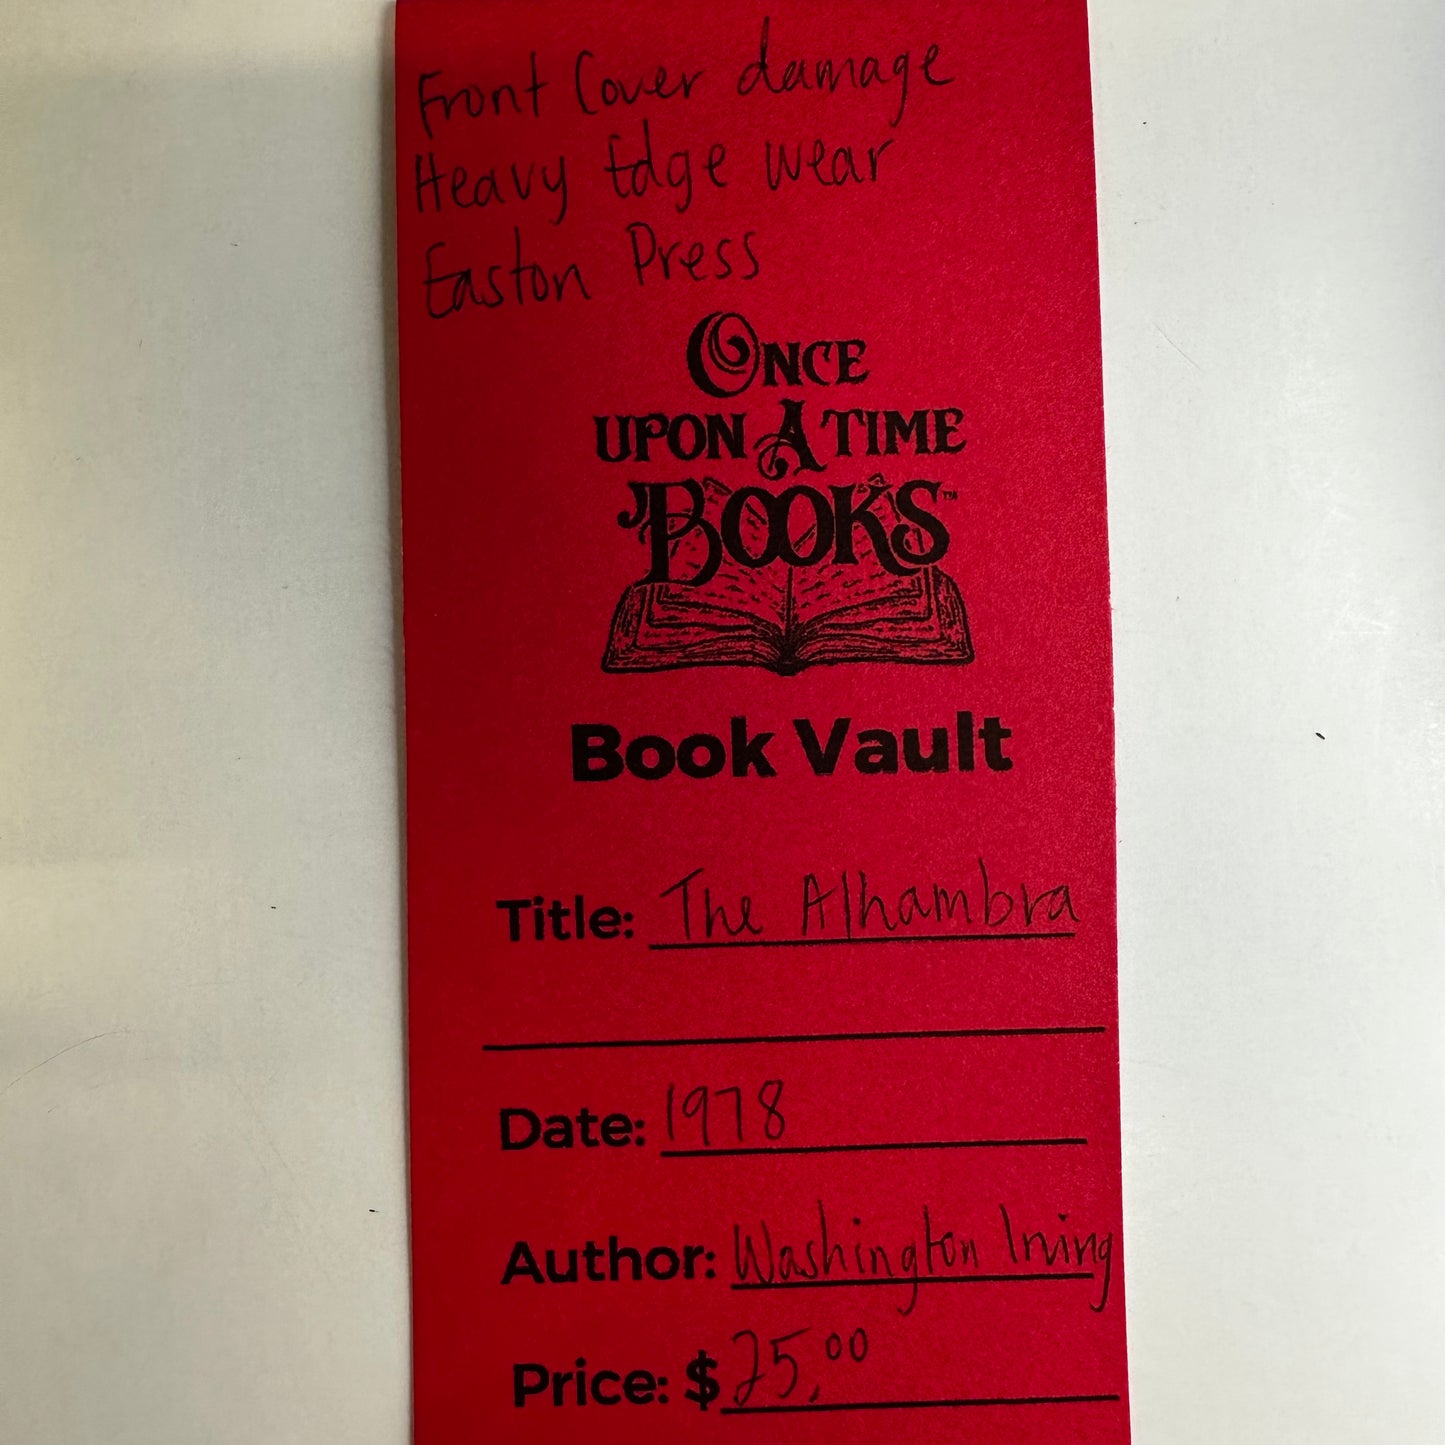 Front Cover damage
Heavy Edge wear
Easton Press
ONCE
UPON A TIME
BOOKS™
Book Vault
Title: The Alhambra
Date: 1978
Author: Washington Irving
Price: $25.00